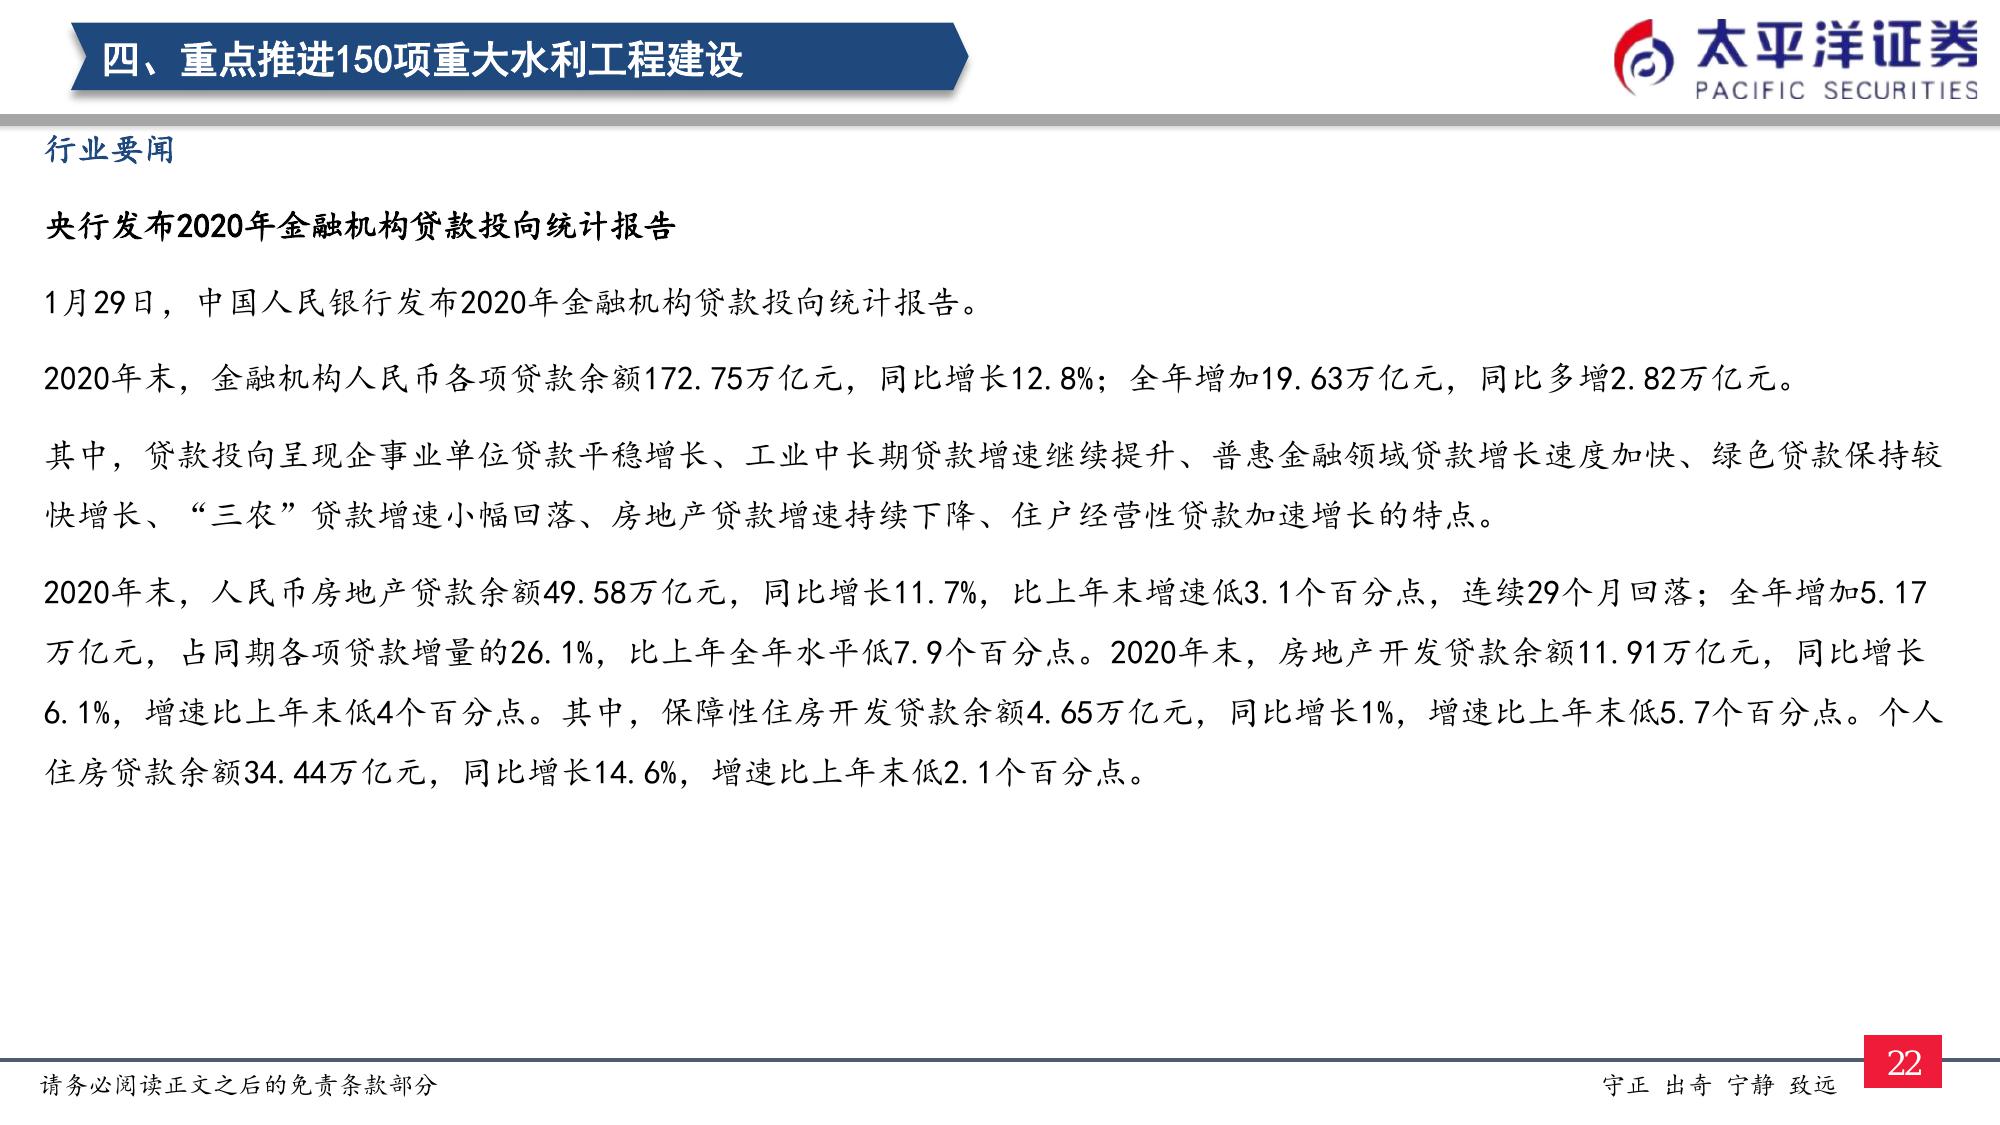 四、重点推进150项重大水利工程建设
太平洋证券
PACIFIC SECURITIES
行业要闻
央行发布2020年金融机构贷款投向统计报告
1月29日，中国人民银行发布2020年金融机构贷款投向统计报告。
2020年末，金融机构人民币各项贷款余额172.75万亿元，同比增长12.8%；全年增加19.63万亿元，同比多增2.82万亿元。
其中，贷款投向呈现企事业单位贷款平稳增长、工业中长期贷款增速继续提升、普惠金融领域贷款增长速度加快、绿色贷款保持较
快增长、“三农”贷款增速小幅回落、房地产贷款增速持续下降、住户经营性贷款加速增长的特点。
2020年末，人民币房地产贷款余额49.58万亿元，同比增长11.7%，比上年末增速低3.1个百分点，连续29个月回落；全年增加5.17
万亿元，占同期各项贷款增量的26.1%，比上年全年水平低7.9个百分点。2020年末，房地产开发贷款余额11.91万亿元，同比增长
6.1%，增速比上年末低4个百分点。其中，保障性住房开发贷款余额4.65万亿元，同比增长1%，增速比上年末低5.7个百分点。个人
住房贷款余额34.44万亿元，同比增长14.6%，增速比上年末低2.1个百分点。
请务必阅读正文之后的免责条款部分
守正 出奇 宁静 致远
22